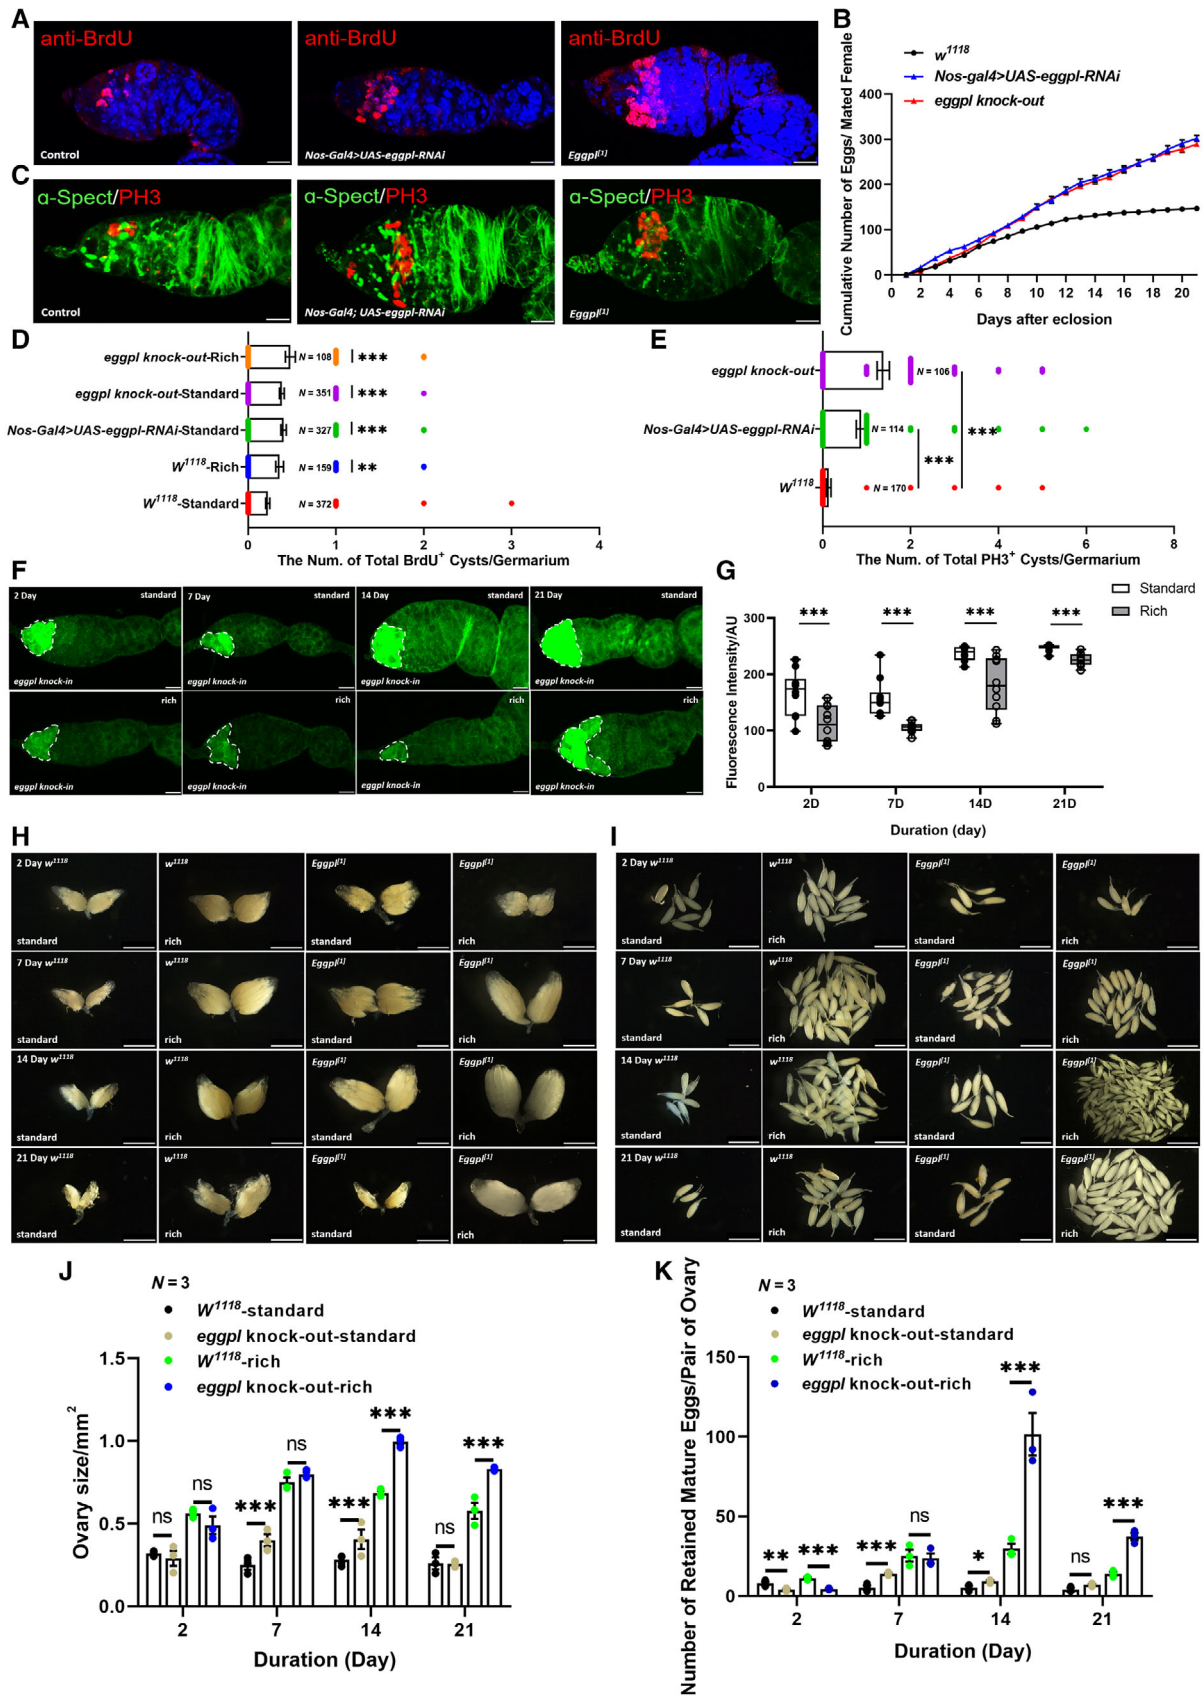 A
anti-BrdU
Control
anti-BrdU
Nos-Gal4>UAS-eggpl-RNAi
anti-BrdU
Eggpl[1]
B
w1118
Nos-gal4>UAS-eggpl-RNAi
eggpl knock-out
Cumulative Number of Eggs/ Mated Female
400
300
200
100
0
0 2 4 6 8 10 12 14 16 18 20
Days after eclosion
C
α-Spect/PH3
Control
α-Spect/PH3
Nos-Gal4; UAS-eggpl-RNAi
α-Spect/PH3
Eggpl[1]
D
eggpl knock-out-Rich
N = 108
***
eggpl knock-out-Standard
N = 351
***
Nos-Gal4>UAS-eggpl-RNAi-Standard
N = 327
***
W1118-Rich
N = 159
**
W1118-Standard
N = 372
0 1 2 3 4
The Num. of Total BrdU+ Cysts/Germarium
E
eggpl knock-out
N = 106
Nos-Gal4>UAS-eggpl-RNAi
N = 114
***
***
W1118
N = 170
0 2 4 6 8
The Num. of Total PH3+ Cysts/Germarium
F
2 Day standard
eggpl knock-in
7 Day standard
eggpl knock-in
14 Day standard
eggpl knock-in
21 Day standard
eggpl knock-in
rich
eggpl knock-in
rich
eggpl knock-in
rich
eggpl knock-in
rich
eggpl knock-in
G
Standard
Rich
*** *** *** ***
Fluorescence Intensity/AU
300
200
100
0
2D 7D 14D 21D
Duration (day)
H
2 Day w1118
standard
w1118
rich
Eggpl[1]
standard
Eggpl[1]
rich
7 Day w1118
standard
w1118
rich
Eggpl[1]
standard
Eggpl[1]
rich
14 Day w1118
standard
w1118
rich
Eggpl[1]
standard
Eggpl[1]
rich
21 Day w1118
standard
w1118
rich
Eggpl[1]
standard
Eggpl[1]
rich
I
2 Day w1118
standard
w1118
rich
Eggpl[1]
standard
Eggpl[1]
rich
7 Day w1118
standard
w1118
rich
Eggpl[1]
standard
Eggpl[1]
rich
14 Day w1118
standard
w1118
rich
Eggpl[1]
standard
Eggpl[1]
rich
21 Day w1118
standard
w1118
rich
Eggpl[1]
standard
Eggpl[1]
rich
J
N = 3
W1118-standard
eggpl knock-out-standard
W1118-rich
eggpl knock-out-rich
Ovary size/mm2
1.5
1.0
0.5
0.0
ns ns *** ns *** *** ns ***
2 7 14 21
Duration (Day)
K
N = 3
W1118-standard
eggpl knock-out-standard
W1118-rich
eggpl knock-out-rich
Number of Retained Mature Eggs/Pair of Ovary
150
100
50
0
** *** *** ns * *** ns ***
2 7 14 21
Duration (Day)